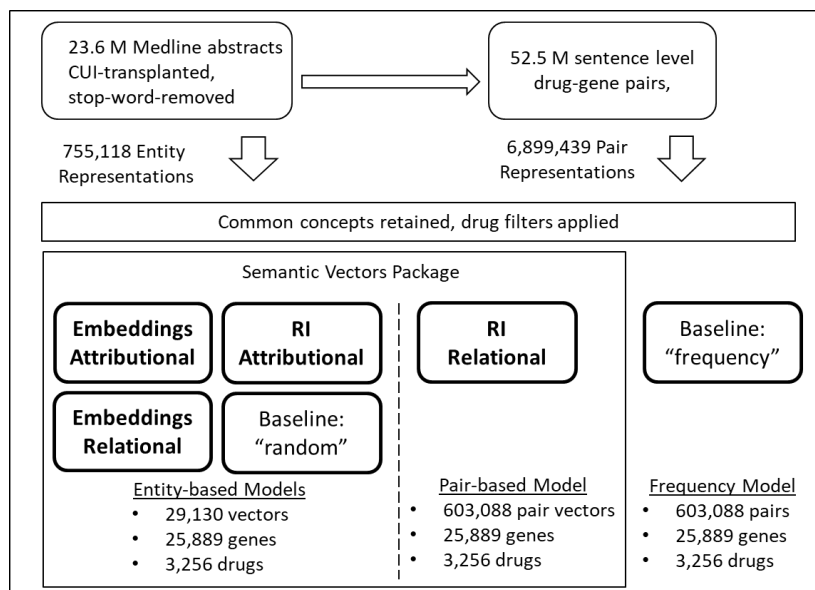 23.6 M Medline abstracts
CUI-transplanted,
stop-word-removed
52.5 M sentence level
drug-gene pairs,
755,118 Entity
Representations
6,899,439 Pair
Representations
Common concepts retained, drug filters applied
Semantic Vectors Package
Embeddings
Attributional
RI
Attributional
RI
Relational
Baseline:
“frequency”
Embeddings
Relational
Baseline:
“random”
Entity-based Models
• 29,130 vectors
• 25,889 genes
• 3,256 drugs
Pair-based Model
• 603,088 pair vectors
• 25,889 genes
• 3,256 drugs
Frequency Model
• 603,088 pairs
• 25,889 genes
• 3,256 drugs